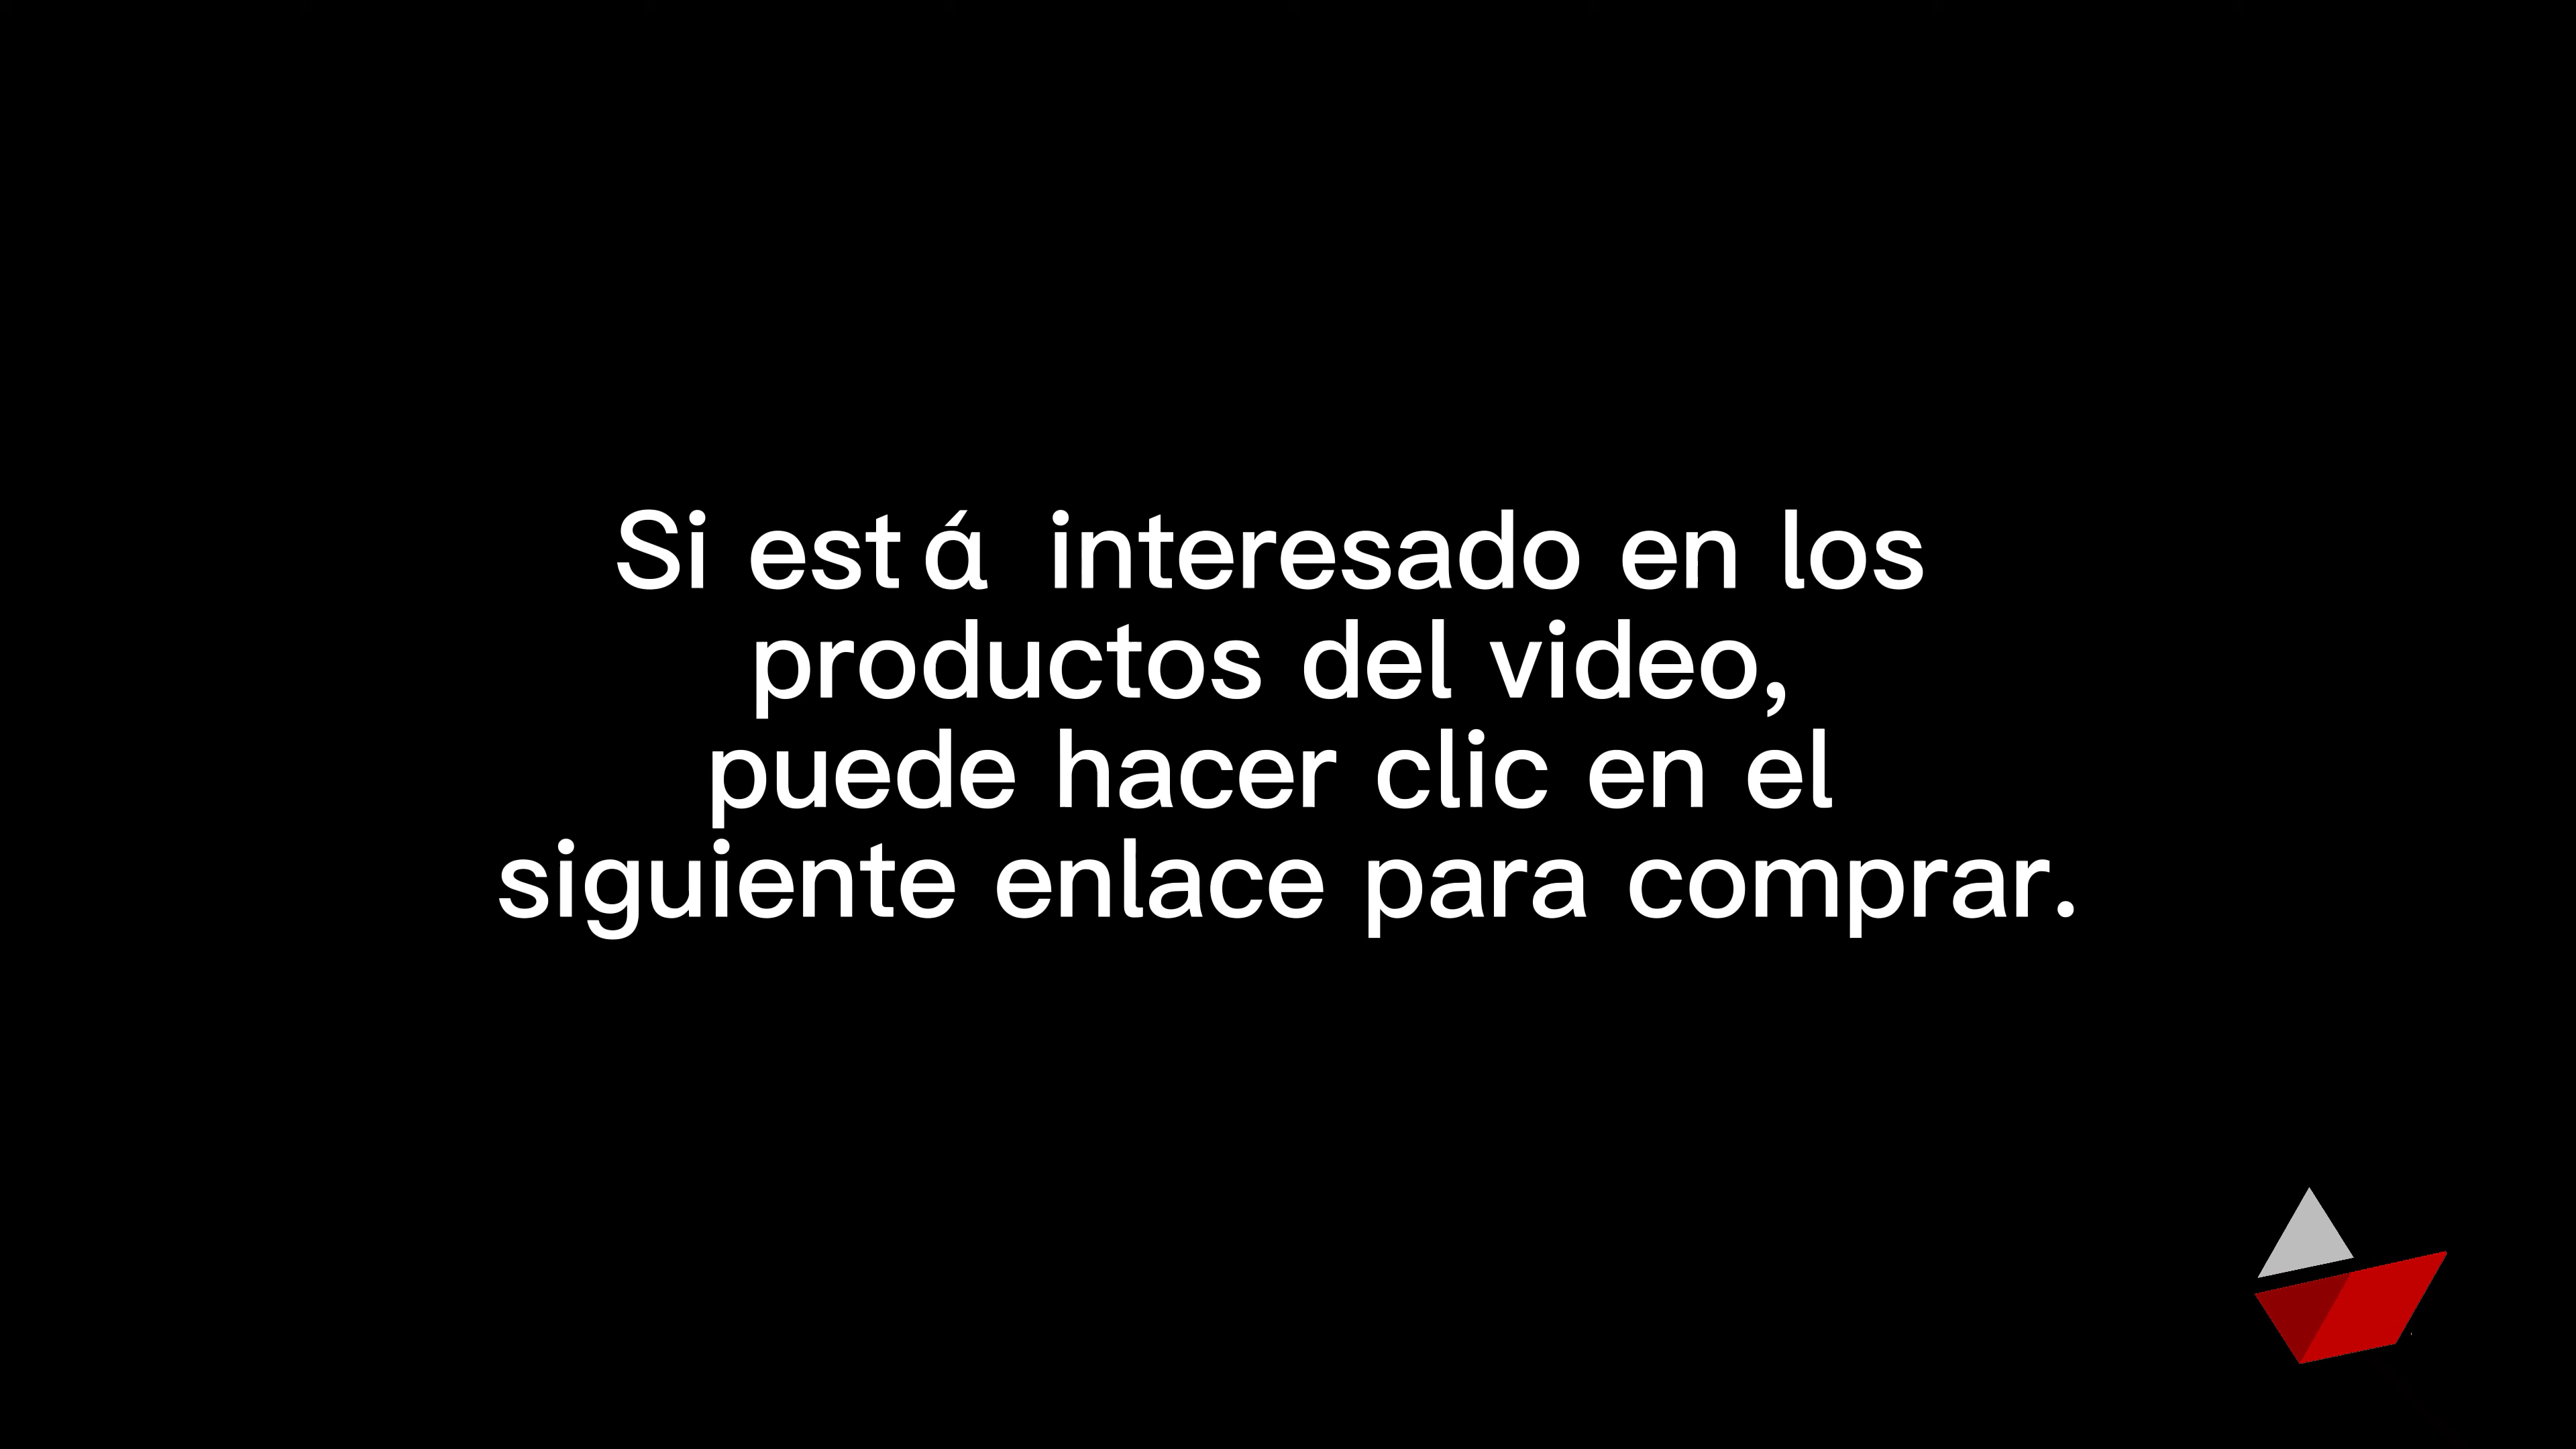 Si está interesado en los
productos del video,
puede hacer clic en el
siguiente enlace para comprar.